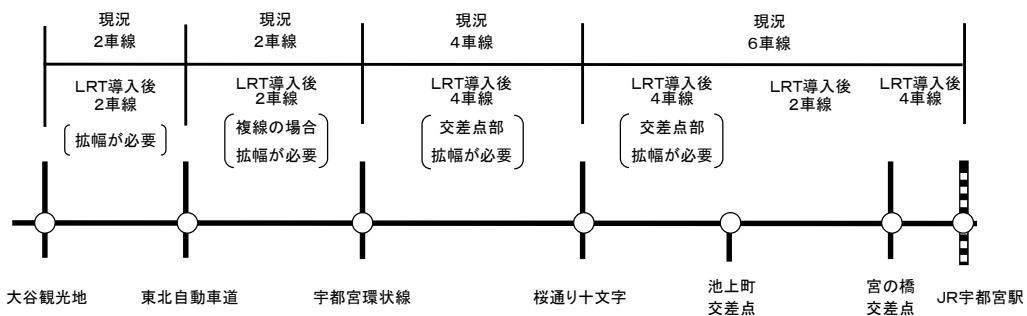 現況
2車線
現況
2車線
現況
4車線
現況
6車線
LRT導入後
2車線
拡幅が必要
LRT導入後
2車線
複線の場合
拡幅が必要
LRT導入後
4車線
交差点部
拡幅が必要
LRT導入後
4車線
交差点部
拡幅が必要
LRT導入後
2車線
LRT導入後
4車線
大谷観光地
東北自動車道
宇都宮環状線
桜通り十文字
池上町
交差点
宮の橋
交差点
JR宇都宮駅